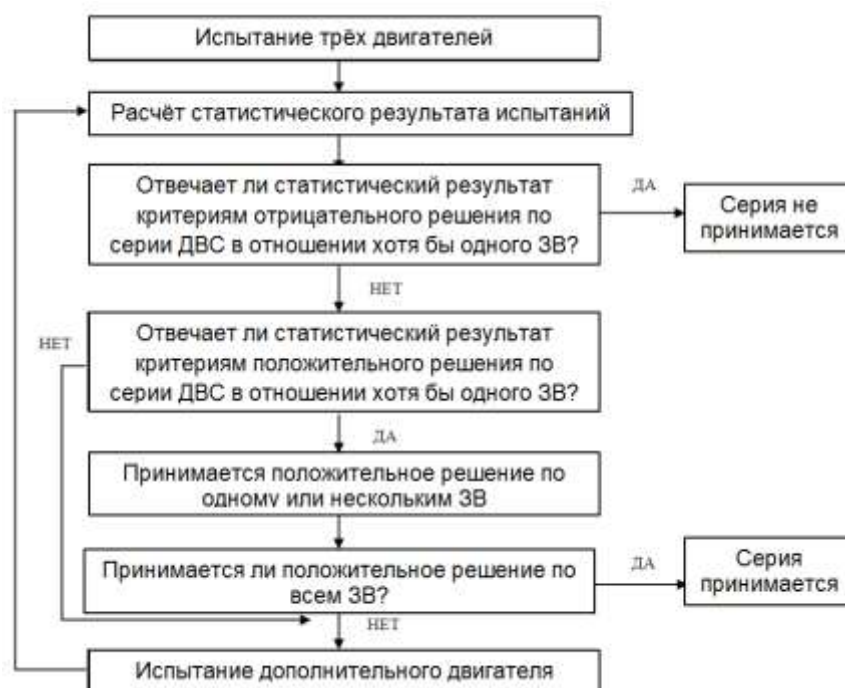 Испытание трёх двигателей
Расчёт статистического результата испытаний
Отвечает ли статистический результат
критериям отрицательного решения по
серии ДВС в отношении хотя бы одного ЗВ?
ДА
Серия не
принимается
НЕТ
Отвечает ли статистический результат
критериям положительного решения по
серии ДВС в отношении хотя бы одного ЗВ?
НЕТ
ДА
Принимается положительное решение по
одному или нескольким ЗВ
Принимается ли положительное решение по
всем ЗВ?
ДА
Серия
принимается
НЕТ
Испытание дополнительного двигателя